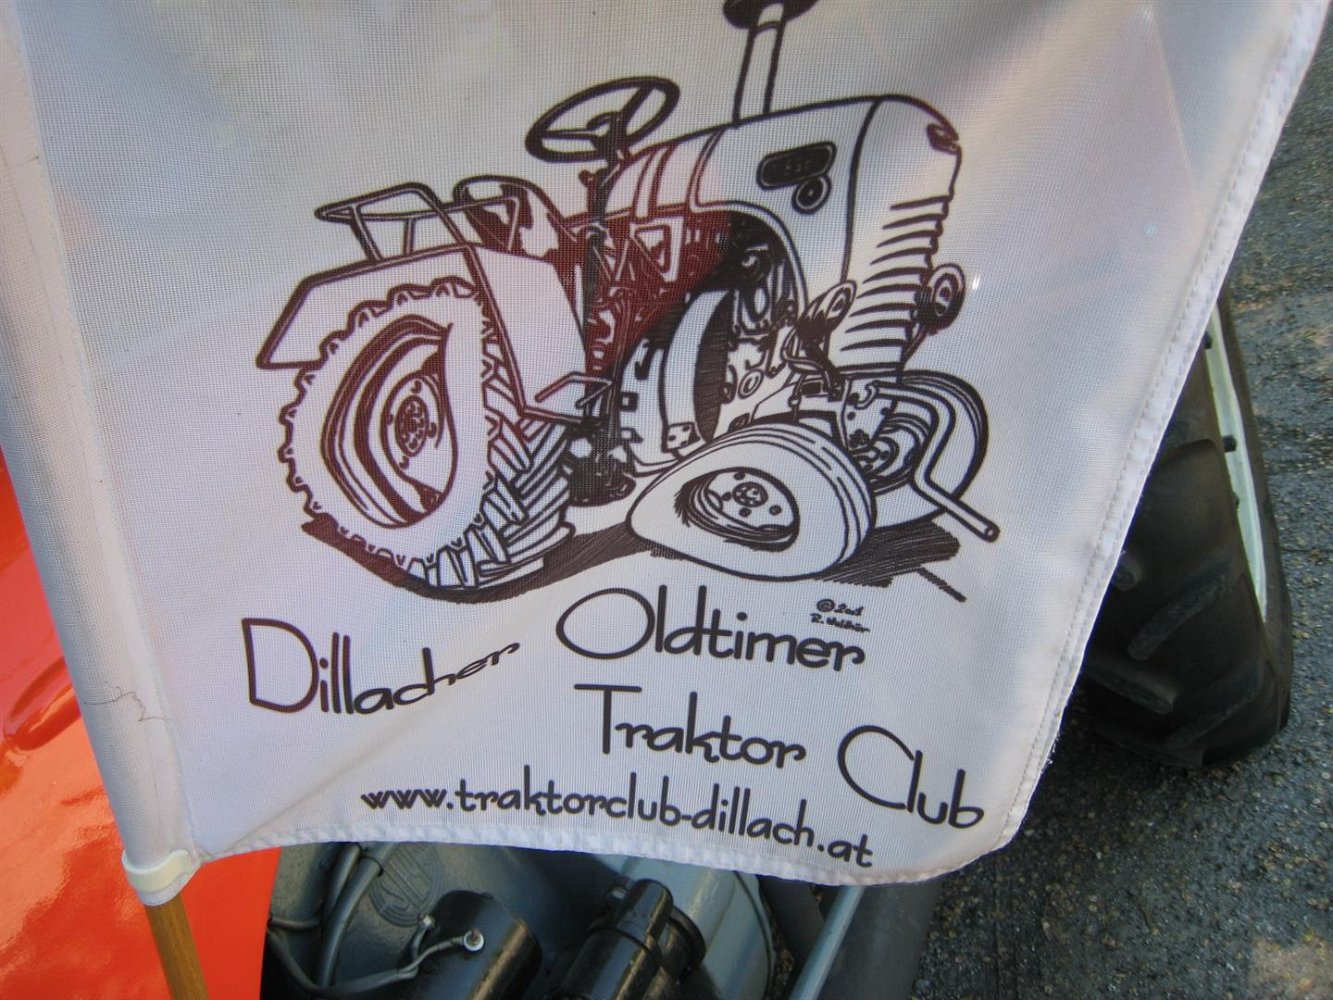 Dillacher Oldtimer
Traktor Club
www.traktorclub-dillach.at